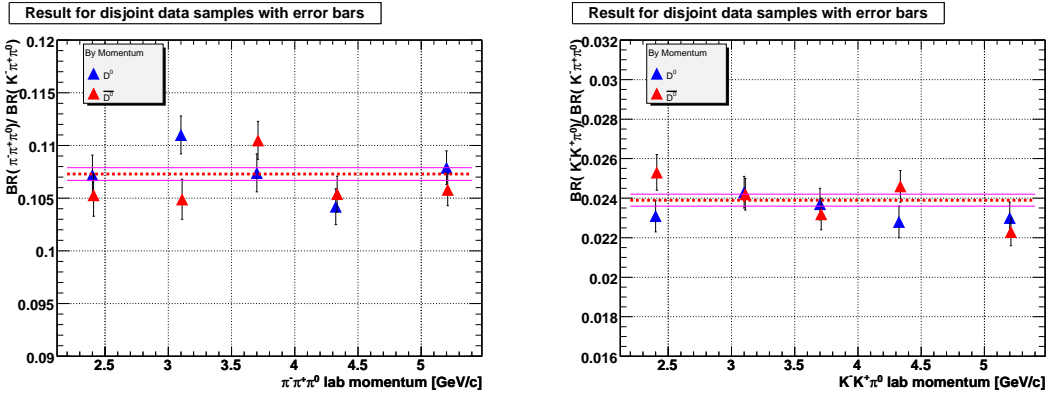 Result for disjoint data samples with error bars
BR( π⁻π⁺π⁰)/ BR( K⁻π⁺π⁰)
0.12
0.115
0.11
0.105
0.1
0.095
0.09
By Momentum
D⁰
D̅⁰
2.5 3 3.5 4 4.5 5
π⁻π⁺π⁰ lab momentum [GeV/c]
Result for disjoint data samples with error bars
BR( K⁻K⁺π⁰)/ BR( K⁻π⁺π⁰)
0.032
0.03
0.028
0.026
0.024
0.022
0.02
0.018
0.016
By Momentum
D⁰
D̅⁰
2.5 3 3.5 4 4.5 5
K⁻K⁺π⁰ lab momentum [GeV/c]